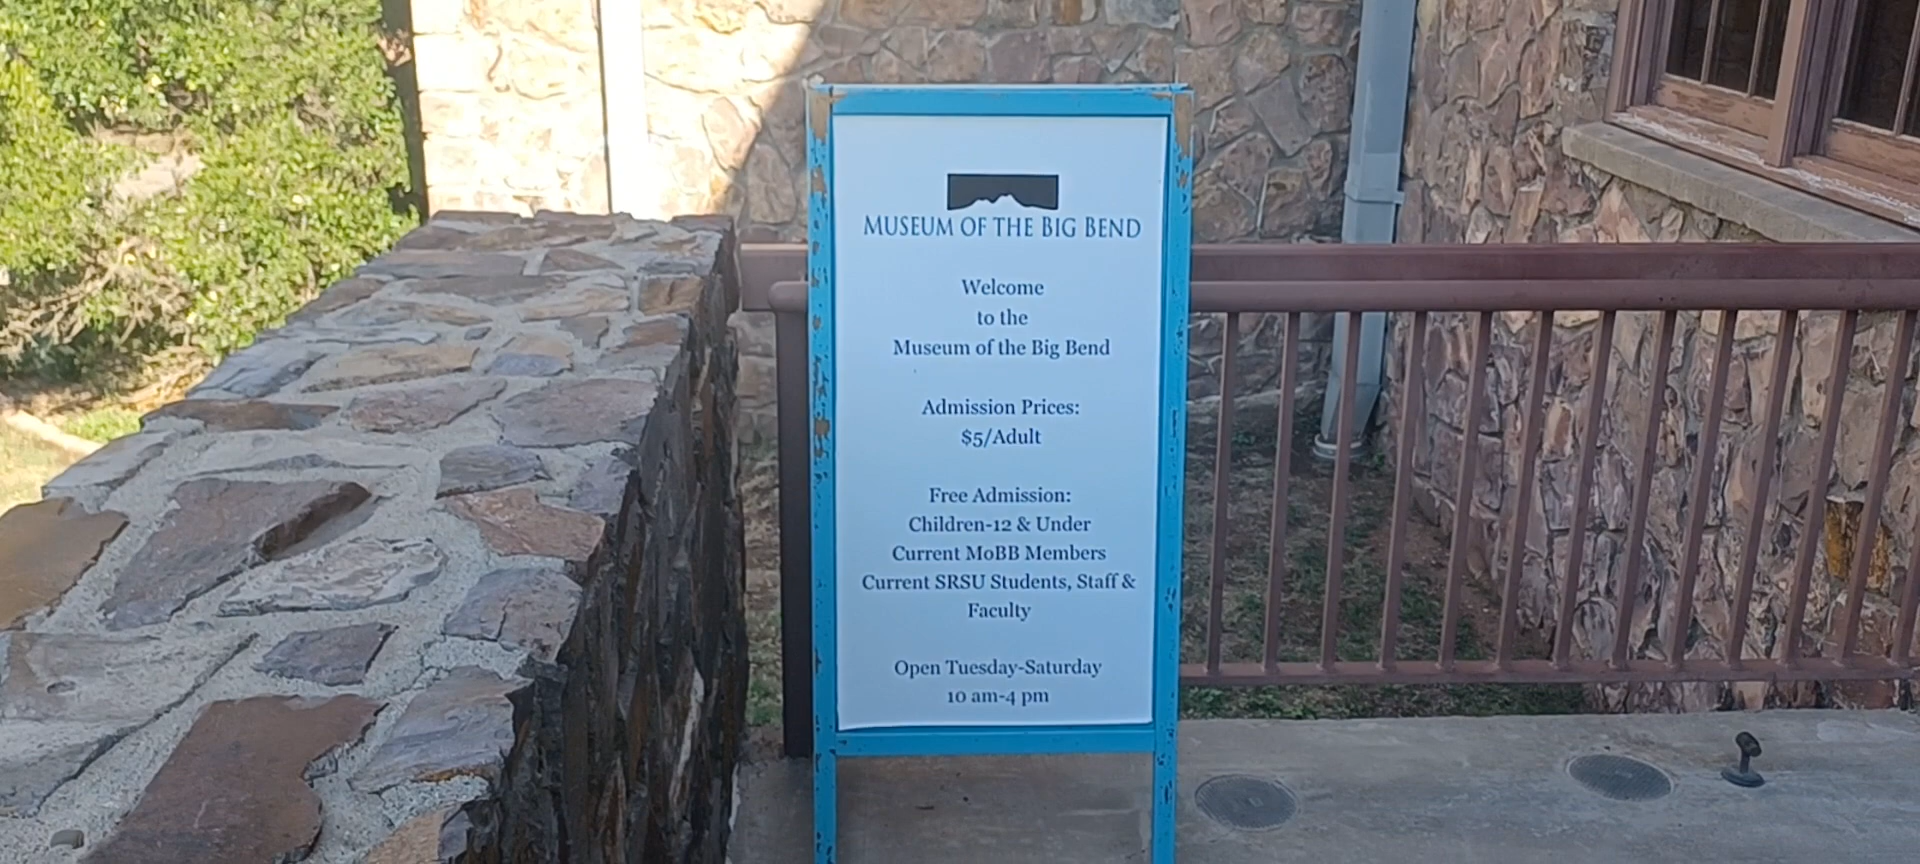 MUSEUM OF THE BIG BEND
Welcome
to the
Museum of the Big Bend
Admission Prices:
$5/Adult
Free Admission:
Children-12 & Under
Current MoBB Members
Current SRSU Students, Staff &
Faculty
Open Tuesday-Saturday
10 am-4 pm